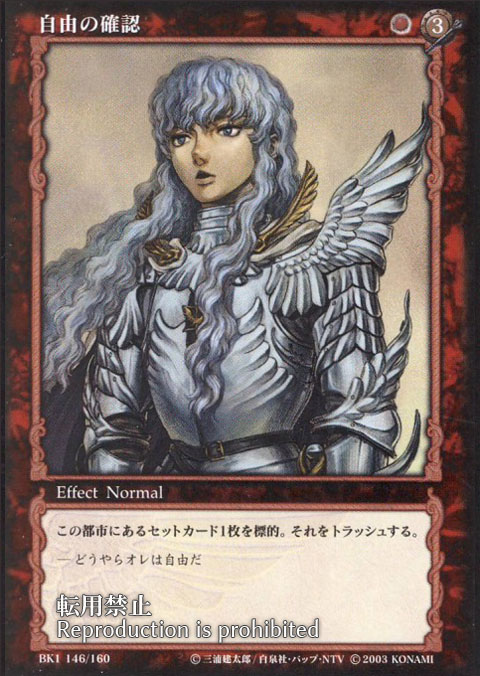 自由の確認
3
Effect Normal
この都市にあるセットカード1枚を標的。それをトラッシュする。
―どうやらオレは自由だ
転用禁止
Reproduction is prohibited
BK1 146/160
©三浦建太郎/白泉社・バップ・NTV ©2003 KONAMI